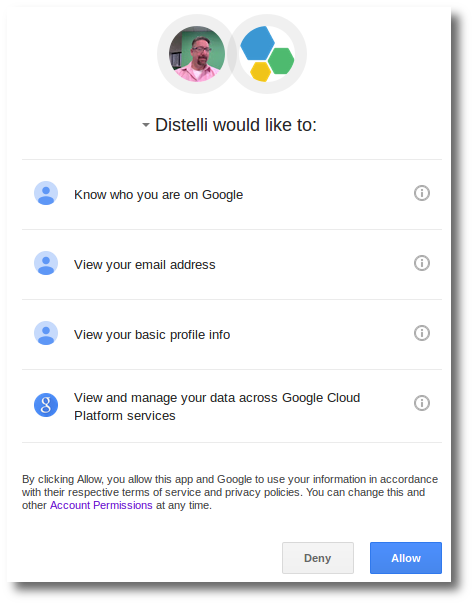 Distelli would like to:
Know who you are on Google
View your email address
View your basic profile info
View and manage your data across Google Cloud
Platform services
By clicking Allow, you allow this app and Google to use your information in accordance
with their respective terms of service and privacy policies. You can change this and
other Account Permissions at any time.
Deny
Allow